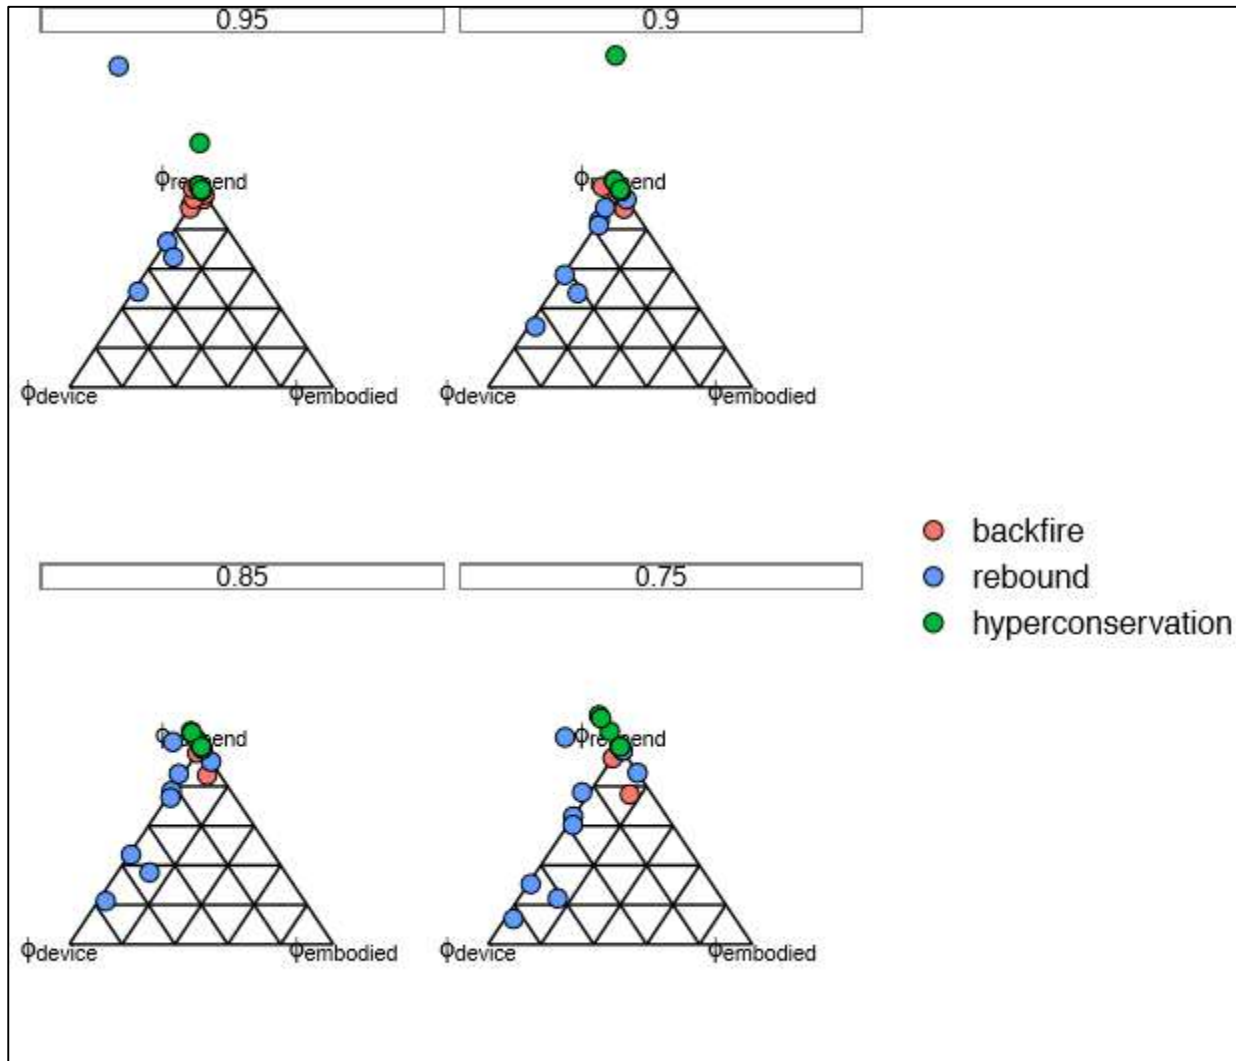 0.95 0.9
ϕdevice ϕembodied ϕdevice ϕembodied
backfire
rebound
hyperconservation
0.85 0.75
ϕdevice ϕembodied ϕdevice ϕembodied